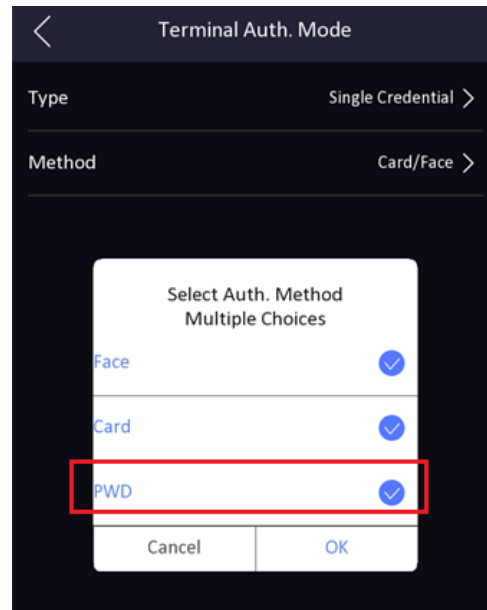 Terminal Auth. Mode
Type Single Credential
Method Card/Face
Select Auth. Method
Multiple Choices
Face
Card
PWD
Cancel OK